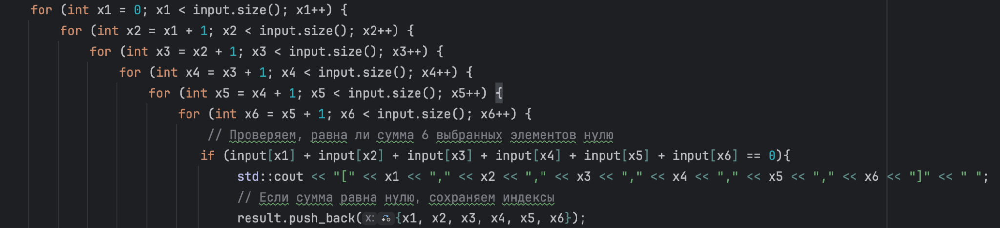 for (int x1 = 0; x1 < input.size(); x1++) {
for (int x2 = x1 + 1; x2 < input.size(); x2++) {
for (int x3 = x2 + 1; x3 < input.size(); x3++) {
for (int x4 = x3 + 1; x4 < input.size(); x4++) {
for (int x5 = x4 + 1; x5 < input.size(); x5++) {
for (int x6 = x5 + 1; x6 < input.size(); x6++) {
// Проверяем, равна ли сумма 6 выбранных элементов нулю
if (input[x1] + input[x2] + input[x3] + input[x4] + input[x5] + input[x6] == 0){
std::cout << "[" << x1 << "," << x2 << "," << x3 << "," << x4 << "," << x5 << "," << x6 << "]" << " ";
// Если сумма равна нулю, сохраняем индексы
result.push_back( x: {x1, x2, x3, x4, x5, x6});